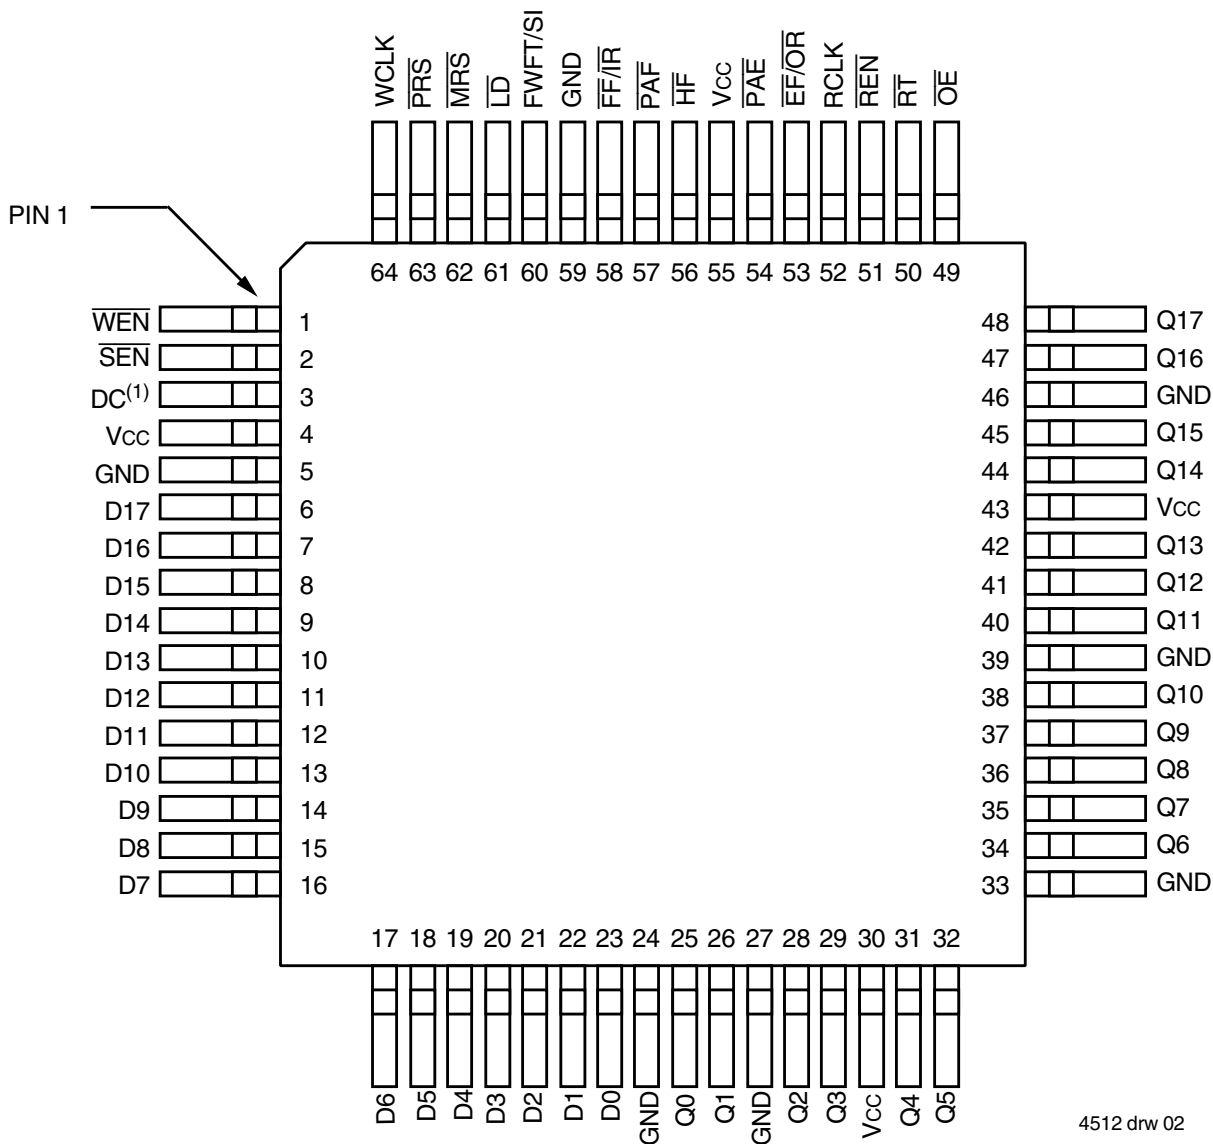 WCLK
PRS
MRS
LD
FWFT/SI
GND
FF/IR
PAF
HF
VCC
PAE
EF/OR
RCLK
REN
RT
OE
PIN 1
64 63 62 61 60 59 58 57 56 55 54 53 52 51 50 49
WEN 1 48 Q17
SEN 2 47 Q16
DC(1) 3 46 GND
VCC 4 45 Q15
GND 5 44 Q14
D17 6 43 VCC
D16 7 42 Q13
D15 8 41 Q12
D14 9 40 Q11
D13 10 39 GND
D12 11 38 Q10
D11 12 37 Q9
D10 13 36 Q8
D9 14 35 Q7
D8 15 34 Q6
D7 16 33 GND
17 18 19 20 21 22 23 24 25 26 27 28 29 30 31 32
D6
D5
D4
D3
D2
D1
D0
GND
Q0
Q1
GND
Q2
Q3
VCC
Q4
Q5
4512 drw 02